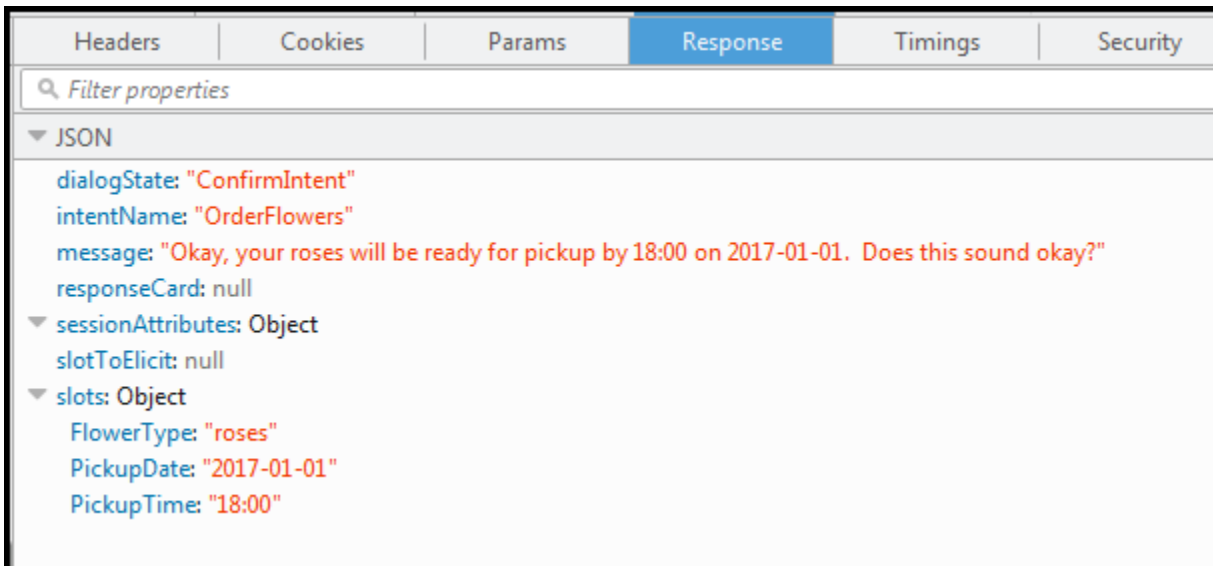 Headers Cookies Params Response Timings Security
Filter properties
JSON
dialogState: "ConfirmIntent"
intentName: "OrderFlowers"
message: "Okay, your roses will be ready for pickup by 18:00 on 2017-01-01.  Does this sound okay?"
responseCard: null
sessionAttributes: Object
slotToElicit: null
slots: Object
FlowerType: "roses"
PickupDate: "2017-01-01"
PickupTime: "18:00"